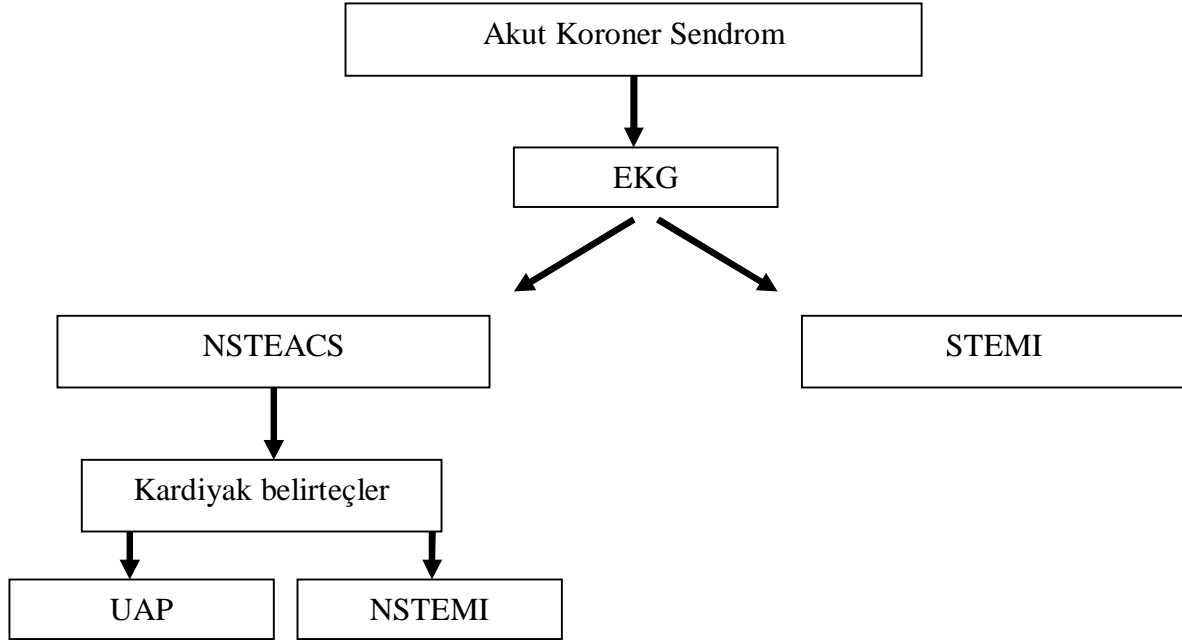 Akut Koroner Sendrom
EKG
NSTEACS
STEMI
Kardiyak belirteçler
UAP
NSTEMI